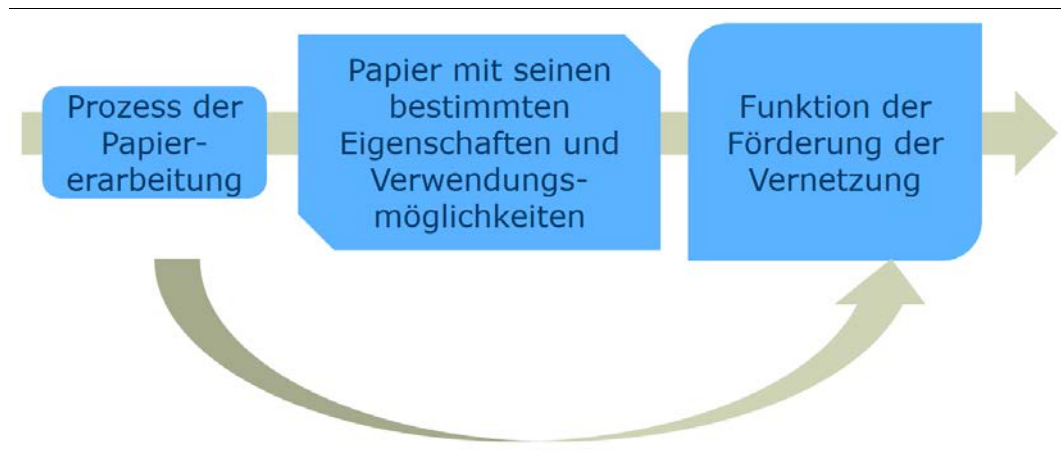 Prozess der
Papier-
erarbeitung
Papier mit seinen
bestimmten
Eigenschaften und
Verwendungs-
möglichkeiten
Funktion der
Förderung der
Vernetzung